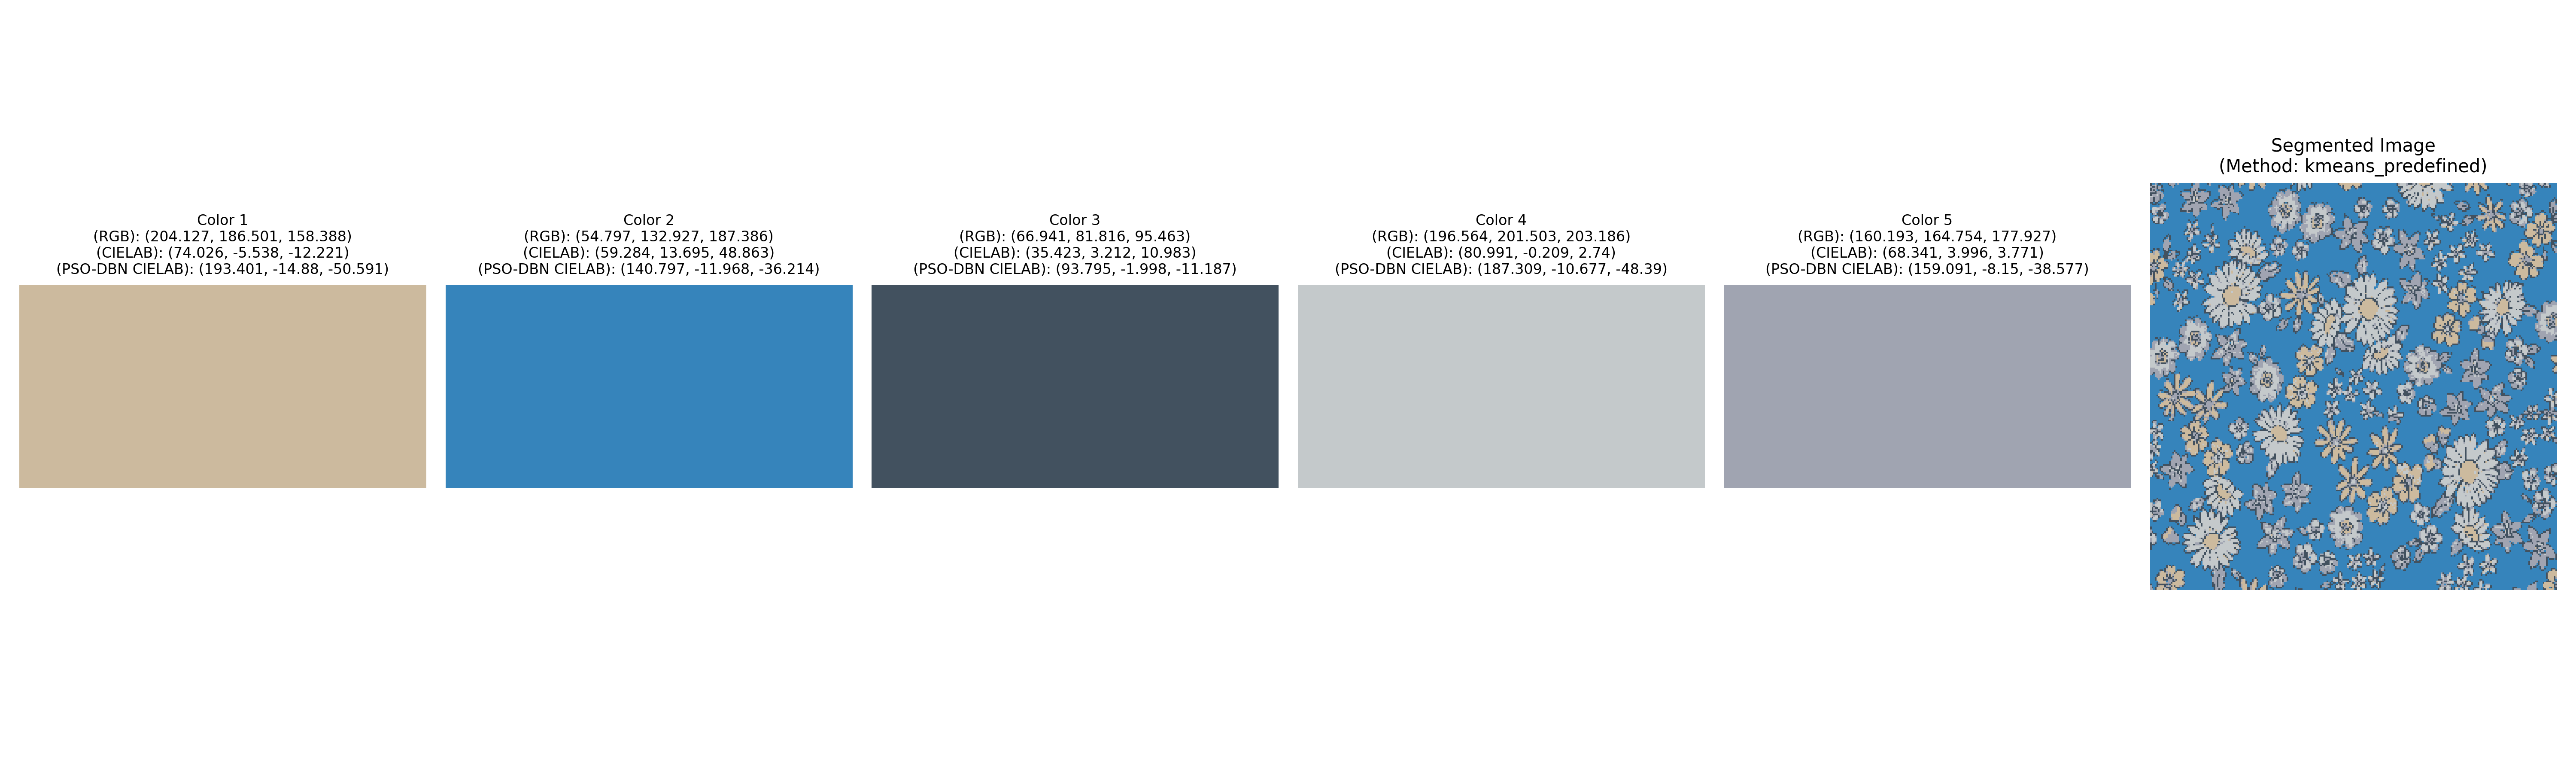 Color 1
(RGB): (204.127, 186.501, 158.388)
(CIELAB): (74.026, -5.538, -12.221)
(PSO-DBN CIELAB): (193.401, -14.88, -50.591)
Color 2
(RGB): (54.797, 132.927, 187.386)
(CIELAB): (59.284, 13.695, 48.863)
(PSO-DBN CIELAB): (140.797, -11.968, -36.214)
Color 3
(RGB): (66.941, 81.816, 95.463)
(CIELAB): (35.423, 3.212, 10.983)
(PSO-DBN CIELAB): (93.795, -1.998, -11.187)
Color 4
(RGB): (196.564, 201.503, 203.186)
(CIELAB): (80.991, -0.209, 2.74)
(PSO-DBN CIELAB): (187.309, -10.677, -48.39)
Color 5
(RGB): (160.193, 164.754, 177.927)
(CIELAB): (68.341, 3.996, 3.771)
(PSO-DBN CIELAB): (159.091, -8.15, -38.577)
Segmented Image
(Method: kmeans_predefined)